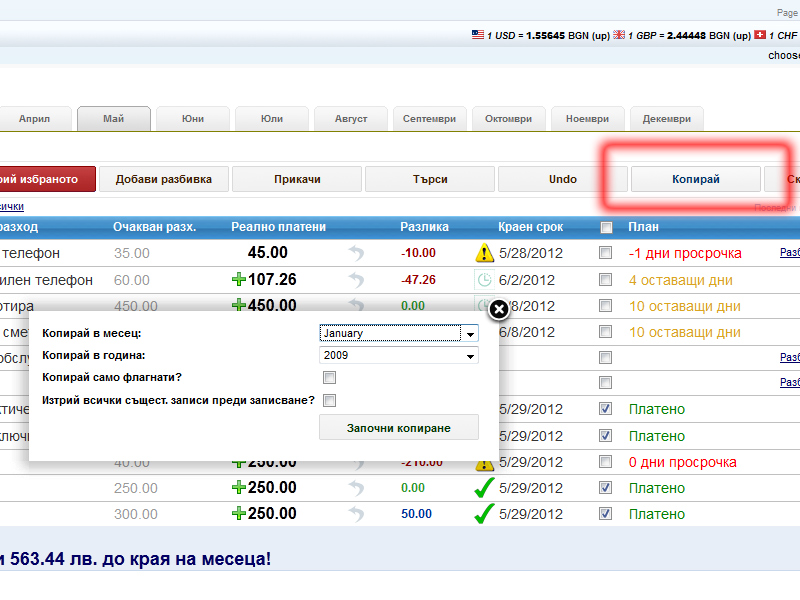 Page
1 USD = 1.55645 BGN (up) 1 GBP = 2.44448 BGN (up) 1 CHF
choose
Април Май Юни Юли Август Септември Октомври Ноември Декември
рий избраното Добави разбивка Прикачи Търси Undo Копирай Ск
сички Последни
разход Очакван разх. Реално платени Разлика Краен срок План
телефон 35.00 45.00 -10.00 5/28/2012 -1 дни просрочка Разб
илен телефон 60.00 107.26 -47.26 6/2/2012 4 оставащи дни
ртира 450.00 450.00 0.00 /8/2012 10 оставащи дни
смет 6/8/2012 10 оставащи дни
обслу Разб
Разб
ктиче 5/29/2012 Платено
ключи 5/29/2012 Платено
40.00 250.00 -210.00 5/29/2012 0 дни просрочка
250.00 250.00 0.00 5/29/2012 Платено
300.00 250.00 50.00 5/29/2012 Платено
Копирай в месец: January
Копирай в година: 2009
Копирай само флагнати?
Изтрий всички същест. записи преди записване?
Започни копиране
и 563.44 лв. до края на месеца!